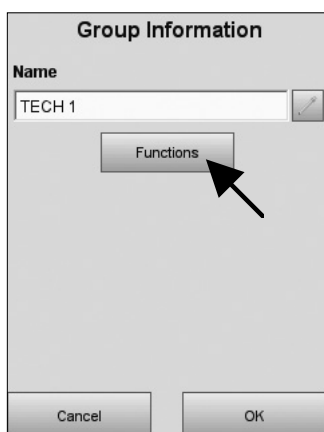 Group Information
Name
TECH 1
Functions
Cancel
OK